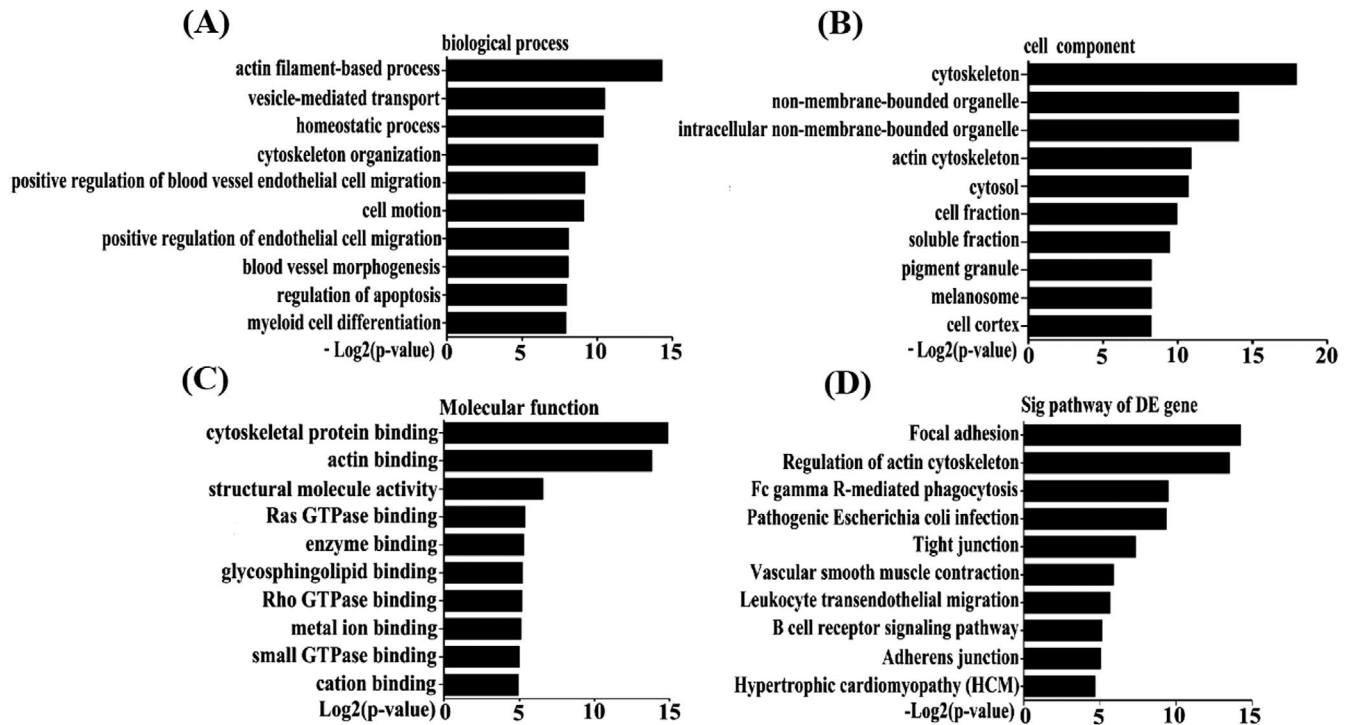 (A)
biological process
actin filament-based process
vesicle-mediated transport
homeostatic process
cytoskeleton organization
positive regulation of blood vessel endothelial cell migration
cell motion
positive regulation of endothelial cell migration
blood vessel morphogenesis
regulation of apoptosis
myeloid cell differentiation
- Log2(p-value) 0 5 10 15
(B)
cell component
cytoskeleton
non-membrane-bounded organelle
intracellular non-membrane-bounded organelle
actin cytoskeleton
cytosol
cell fraction
soluble fraction
pigment granule
melanosome
cell cortex
- Log2(p-value) 0 5 10 15 20
(C)
Molecular function
cytoskeletal protein binding
actin binding
structural molecule activity
Ras GTPase binding
enzyme binding
glycosphingolipid binding
Rho GTPase binding
metal ion binding
small GTPase binding
cation binding
Log2(p-value) 0 5 10 15
(D)
Sig pathway of DE gene
Focal adhesion
Regulation of actin cytoskeleton
Fc gamma R-mediated phagocytosis
Pathogenic Escherichia coli infection
Tight junction
Vascular smooth muscle contraction
Leukocyte transendothelial migration
B cell receptor signaling pathway
Adherens junction
Hypertrophic cardiomyopathy (HCM)
-Log2(p-value) 0 5 10 15